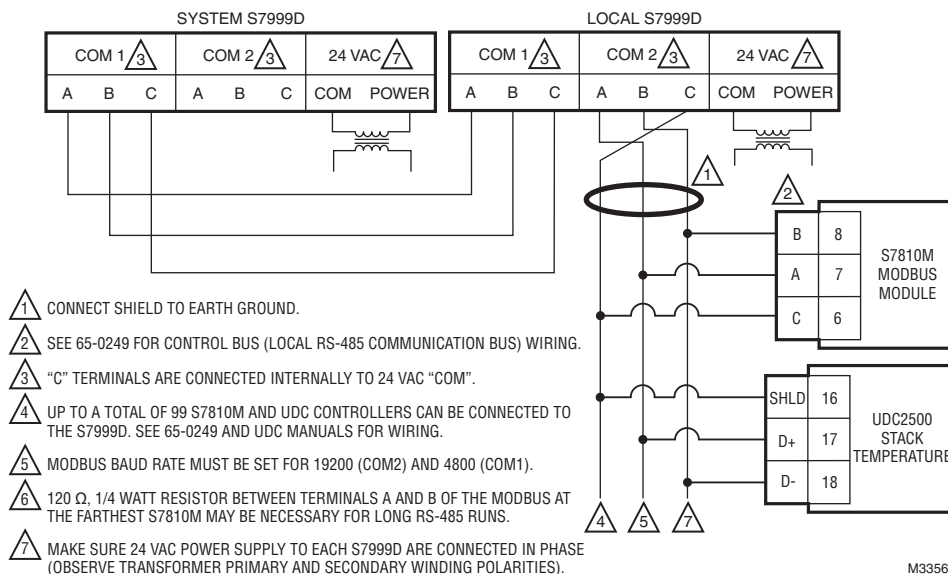 SYSTEM S7999D
LOCAL S7999D
COM 1 3 COM 2 3 24 VAC 7
COM 1 3 COM 2 3 24 VAC 7
A B C A B C COM POWER
A B C A B C COM POWER
1
2
B 8
A 7
C 6
S7810M
MODBUS
MODULE
SHLD 16
D+ 17
D- 18
UDC2500
STACK
TEMPERATURE
4 5 7
1 CONNECT SHIELD TO EARTH GROUND.
2 SEE 65-0249 FOR CONTROL BUS (LOCAL RS-485 COMMUNICATION BUS) WIRING.
3 “C” TERMINALS ARE CONNECTED INTERNALLY TO 24 VAC “COM”.
4 UP TO A TOTAL OF 99 S7810M AND UDC CONTROLLERS CAN BE CONNECTED TO
THE S7999D. SEE 65-0249 AND UDC MANUALS FOR WIRING.
5 MODBUS BAUD RATE MUST BE SET FOR 19200 (COM2) AND 4800 (COM1).
6 120 Ω, 1/4 WATT RESISTOR BETWEEN TERMINALS A AND B OF THE MODBUS AT
THE FARTHEST S7810M MAY BE NECESSARY FOR LONG RS-485 RUNS.
7 MAKE SURE 24 VAC POWER SUPPLY TO EACH S7999D ARE CONNECTED IN PHASE
(OBSERVE TRANSFORMER PRIMARY AND SECONDARY WINDING POLARITIES).
M3356